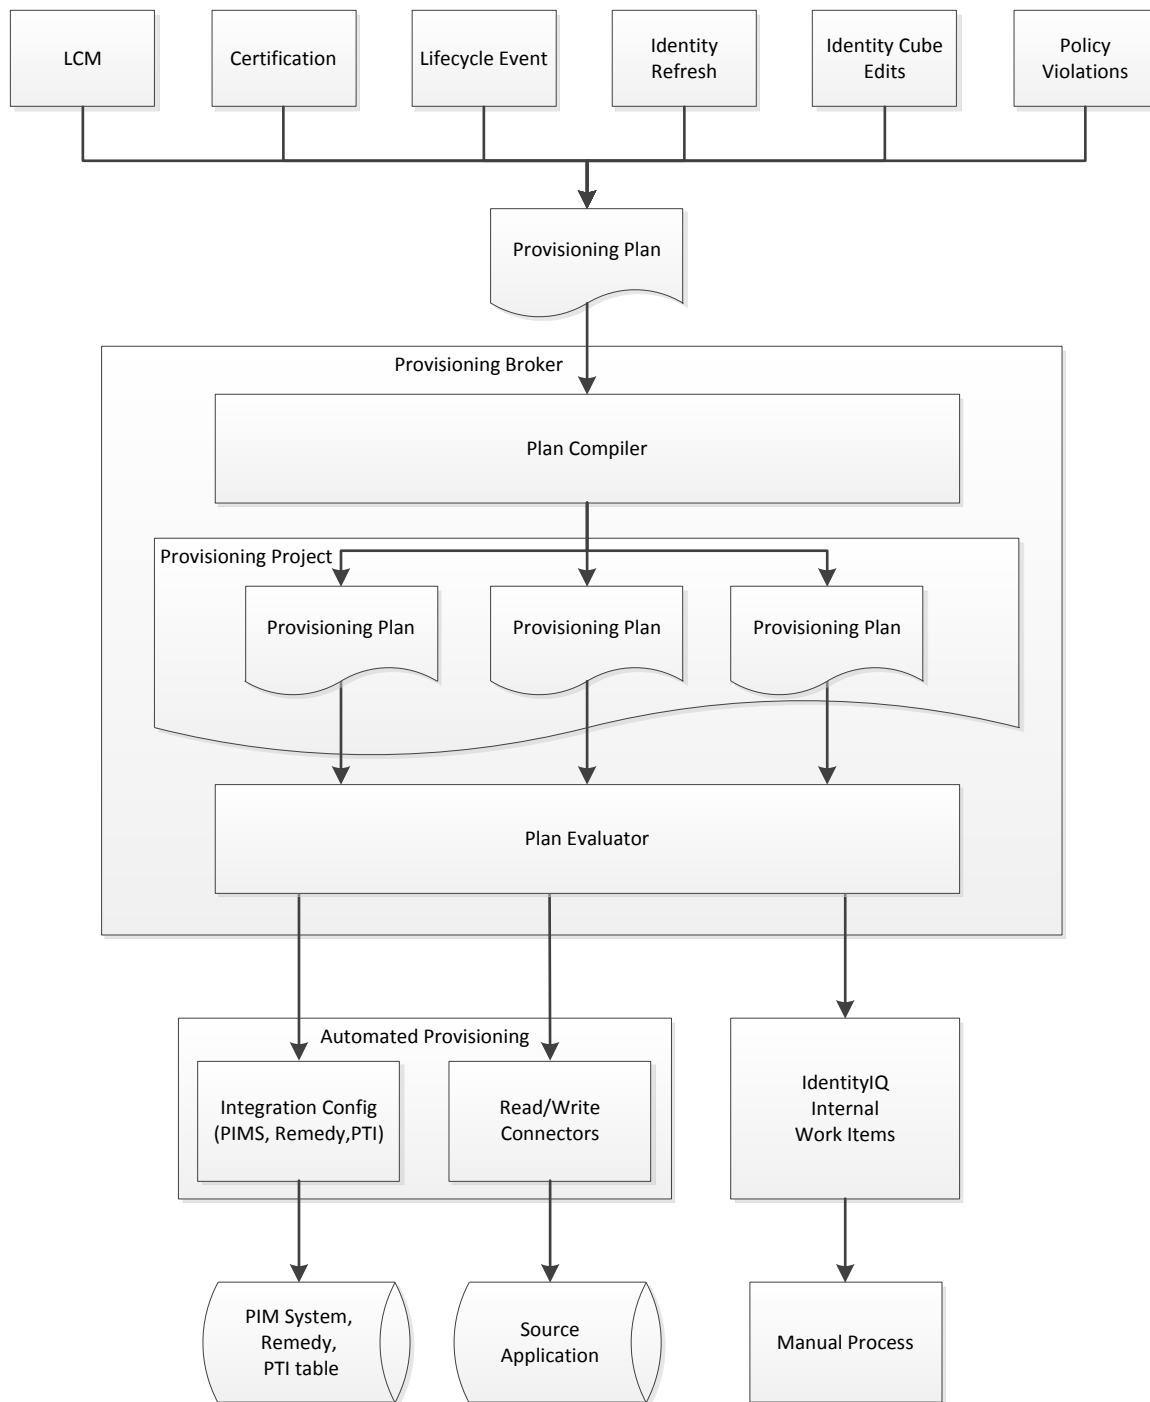 LCM
Certification
Lifecycle Event
Identity
Refresh
Identity Cube
Edits
Policy
Violations
Provisioning Plan
Provisioning Broker
Plan Compiler
Provisioning Project
Provisioning Plan
Provisioning Plan
Provisioning Plan
Plan Evaluator
Automated Provisioning
Integration Config
(PIMS, Remedy,PTI)
Read/Write
Connectors
IdentityIQ
Internal
Work Items
PIM System,
Remedy,
PTI table
Source
Application
Manual Process